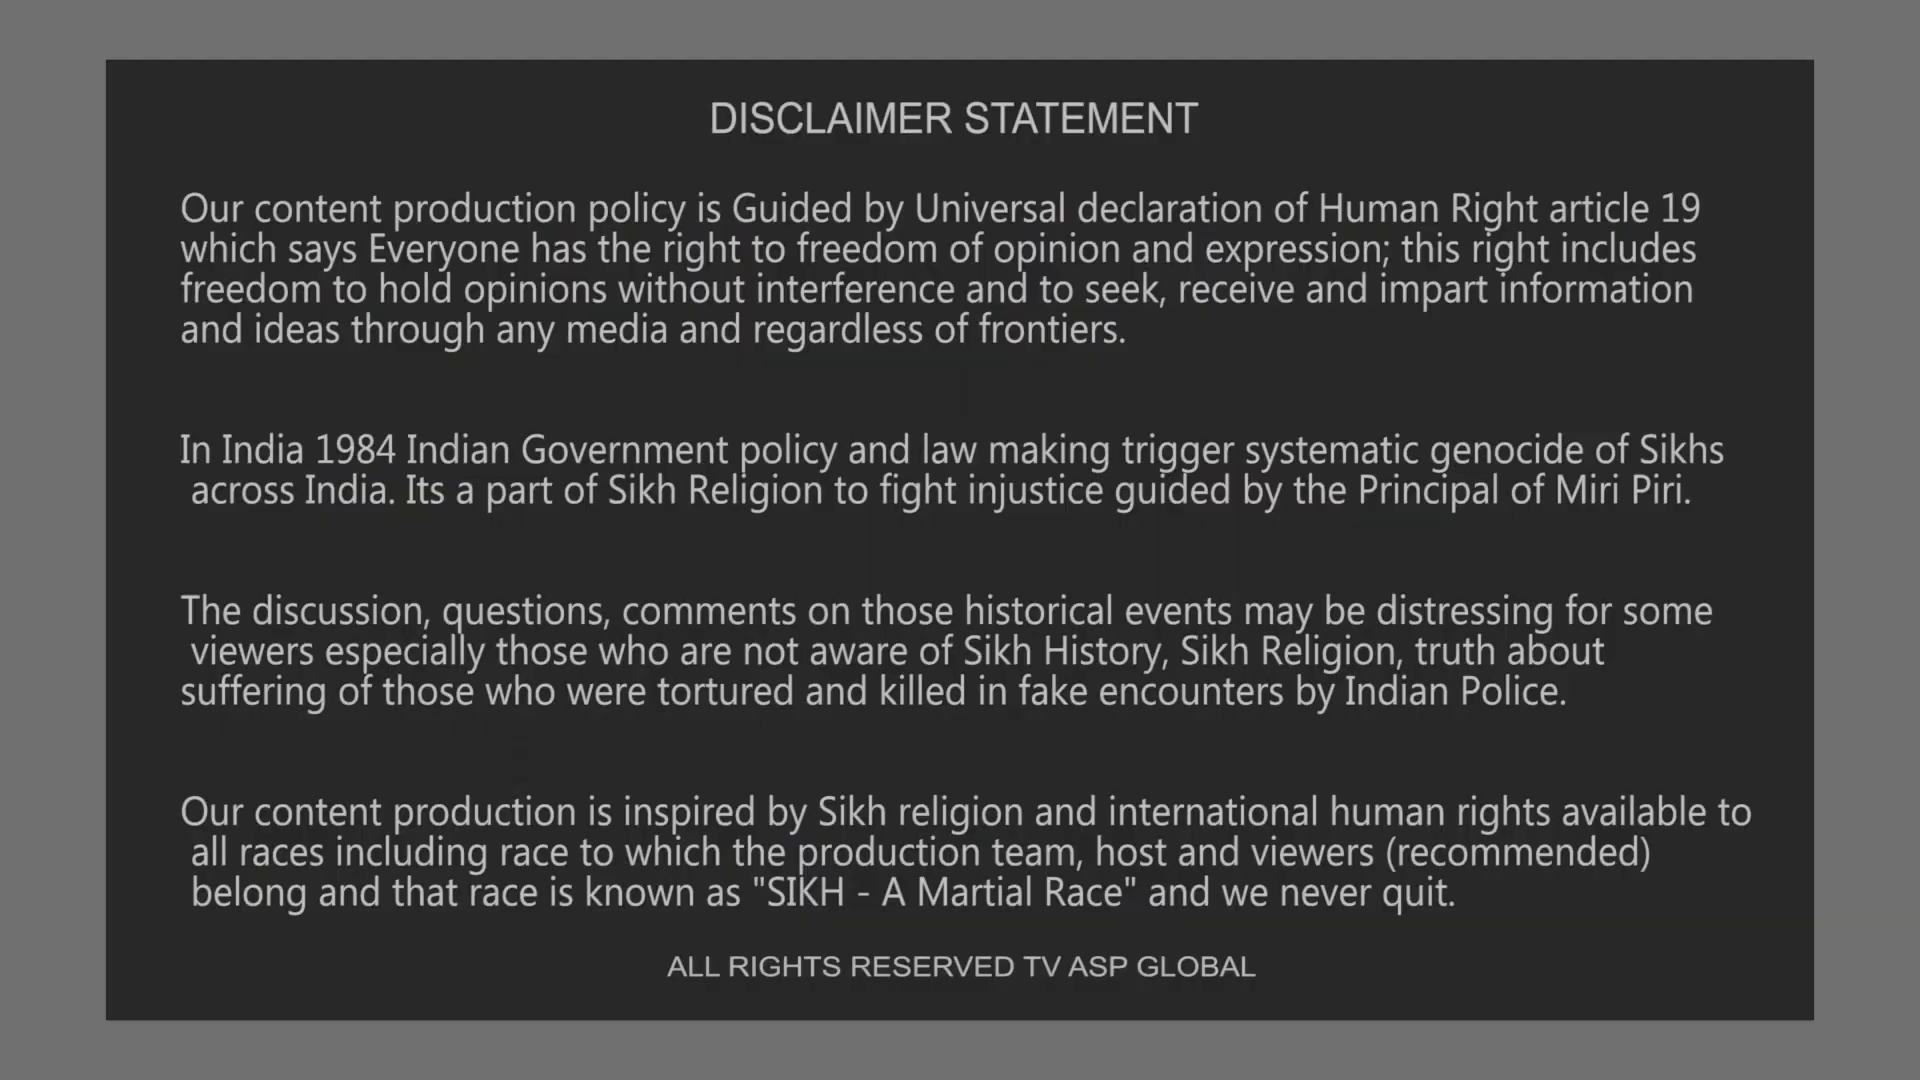 DISCLAIMER STATEMENT
Our content production policy is Guided by Universal declaration of Human Right article 19
which says Everyone has the right to freedom of opinion and expression; this right includes
freedom to hold opinions without interference and to seek, receive and impart information
and ideas through any media and regardless of frontiers.
In India 1984 Indian Government policy and law making trigger systematic genocide of Sikhs
across India. Its a part of Sikh Religion to fight injustice guided by the Principal of Miri Piri.
The discussion, questions, comments on those historical events may be distressing for some
viewers especially those who are not aware of Sikh History, Sikh Religion, truth about
suffering of those who were tortured and killed in fake encounters by Indian Police.
Our content production is inspired by Sikh religion and international human rights available to
all races including race to which the production team, host and viewers (recommended)
belong and that race is known as "SIKH - A Martial Race" and we never quit.
ALL RIGHTS RESERVED TV ASP GLOBAL